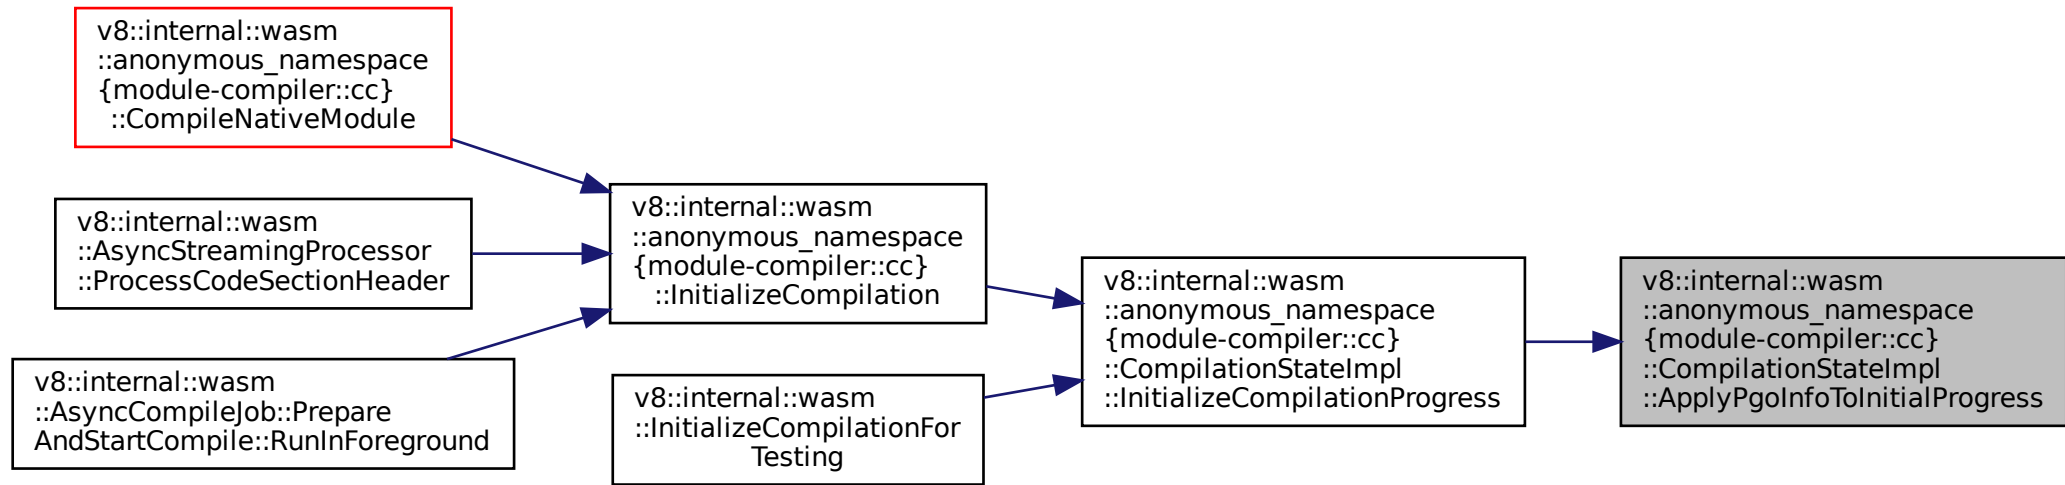 v8::internal::wasm
::anonymous_namespace
{module-compiler::cc}
::CompileNativeModule
v8::internal::wasm
::AsyncStreamingProcessor
::ProcessCodeSectionHeader
v8::internal::wasm
::AsyncCompileJob::Prepare
AndStartCompile::RunInForeground
v8::internal::wasm
::anonymous_namespace
{module-compiler::cc}
::InitializeCompilation
v8::internal::wasm
::InitializeCompilationFor
Testing
v8::internal::wasm
::anonymous_namespace
{module-compiler::cc}
::CompilationStateImpl
::InitializeCompilationProgress
v8::internal::wasm
::anonymous_namespace
{module-compiler::cc}
::CompilationStateImpl
::ApplyPgoInfoToInitialProgress